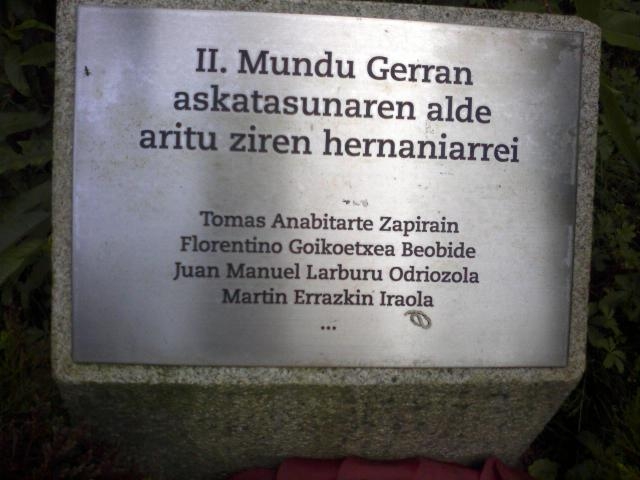 II. Mundu Gerran
askatasunaren alde
aritu ziren hernaniarrei
Tomas Anabitarte Zapirain
Florentino Goikoetxea Beobide
Juan Manuel Larburu Odriozola
Martin Errazkin Iraola
...